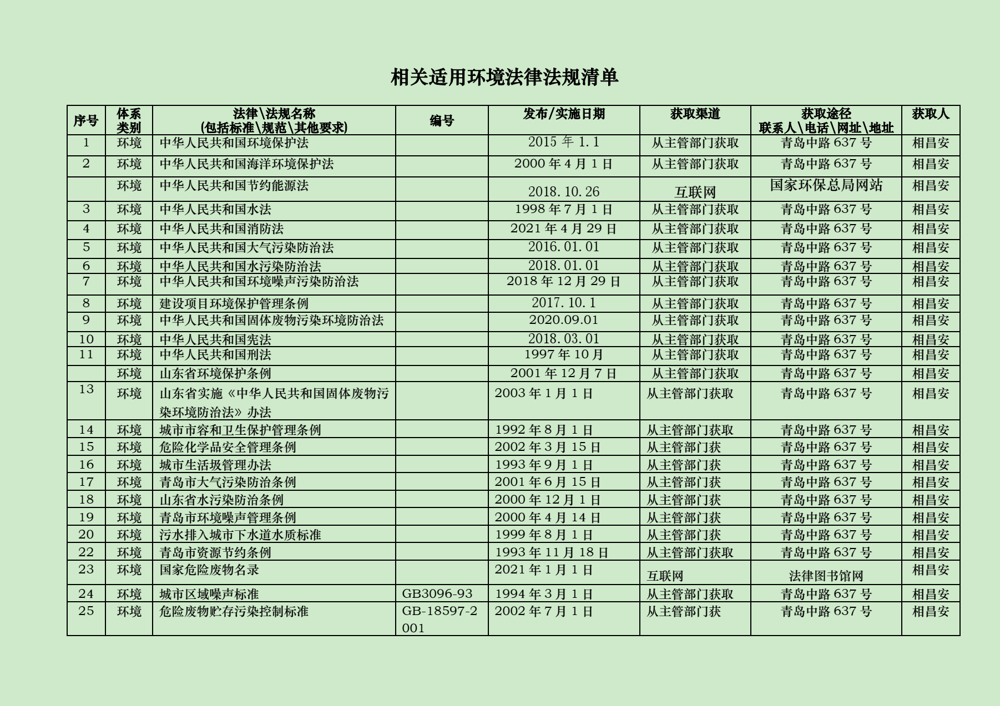 相关适用环境法律法规清单
序号 体系类别 法律\法规名称(包括标准\规范\其他要求) 编号 发布/实施日期 获取渠道 获取途径联系人\电话\网址\地址 获取人
1 环境 中华人民共和国环境保护法 2015 年 1.1 从主管部门获取 青岛中路 637 号 相昌安
2 环境 中华人民共和国海洋环境保护法 2000 年 4 月 1 日 从主管部门获取 青岛中路 637 号 相昌安
环境 中华人民共和国节约能源法 2018.10.26 互联网 国家环保总局网站 相昌安
3 环境 中华人民共和国水法 1998 年 7 月 1 日 从主管部门获取 青岛中路 637 号 相昌安
4 环境 中华人民共和国消防法 2021 年 4 月 29 日 从主管部门获取 青岛中路 637 号 相昌安
5 环境 中华人民共和国大气污染防治法 2016.01.01 从主管部门获取 青岛中路 637 号 相昌安
6 环境 中华人民共和国水污染防治法 2018.01.01 从主管部门获取 青岛中路 637 号 相昌安
7 环境 中华人民共和国环境噪声污染防治法 2018 年 12 月 29 日 从主管部门获取 青岛中路 637 号 相昌安
8 环境 建设项目环境保护管理条例 2017.10.1 从主管部门获取 青岛中路 637 号 相昌安
9 环境 中华人民共和国固体废物污染环境防治法 2020.09.01 从主管部门获取 青岛中路 637 号 相昌安
10 环境 中华人民共和国宪法 2018.03.01 从主管部门获取 青岛中路 637 号 相昌安
11 环境 中华人民共和国刑法 1997 年 10 月 从主管部门获取 青岛中路 637 号 相昌安
环境 山东省环境保护条例 2001 年 12 月 7 日 从主管部门获取 青岛中路 637 号 相昌安
13 环境 山东省实施《中华人民共和国固体废物污染环境防治法》办法 2003 年 1 月 1 日 从主管部门获取 青岛中路 637 号 相昌安
14 环境 城市市容和卫生保护管理条例 1992 年 8 月 1 日 从主管部门获取 青岛中路 637 号 相昌安
15 环境 危险化学品安全管理条例 2002 年 3 月 15 日 从主管部门获 青岛中路 637 号 相昌安
16 环境 城市生活圾管理办法 1993 年 9 月 1 日 从主管部门获 青岛中路 637 号 相昌安
17 环境 青岛市大气污染防治条例 2001 年 6 月 15 日 从主管部门获 青岛中路 637 号 相昌安
18 环境 山东省水污染防治条例 2000 年 12 月 1 日 从主管部门获 青岛中路 637 号 相昌安
19 环境 青岛市环境噪声管理条例 2000 年 4 月 14 日 从主管部门获 青岛中路 637 号 相昌安
20 环境 污水排入城市下水道水质标准 1999 年 8 月 1 日 从主管部门获 青岛中路 637 号 相昌安
22 环境 青岛市资源节约条例 1993 年 11 月 18 日 从主管部门获取 青岛中路 637 号 相昌安
23 环境 国家危险废物名录 2021 年 1 月 1 日 互联网 法律图书馆网 相昌安
24 环境 城市区域噪声标准 GB3096-93 1994 年 3 月 1 日 从主管部门获取 青岛中路 637 号 相昌安
25 环境 危险废物贮存污染控制标准 GB-18597-2001 2002 年 7 月 1 日 从主管部门获 青岛中路 637 号 相昌安